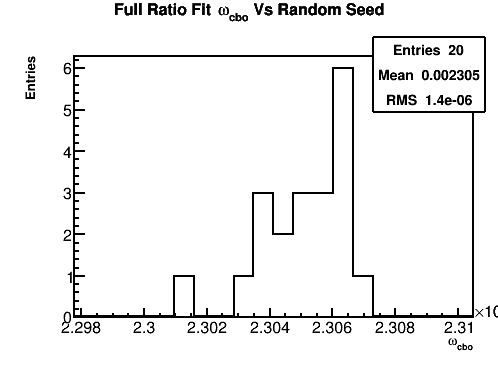 Full Ratio Fit ω_cbo Vs Random Seed
Entries 20
Mean 0.002305
RMS 1.4e-06
Entries
6
5
4
3
2
1
0
2.298 2.3 2.302 2.304 2.306 2.308 2.31
×10
ω_cbo